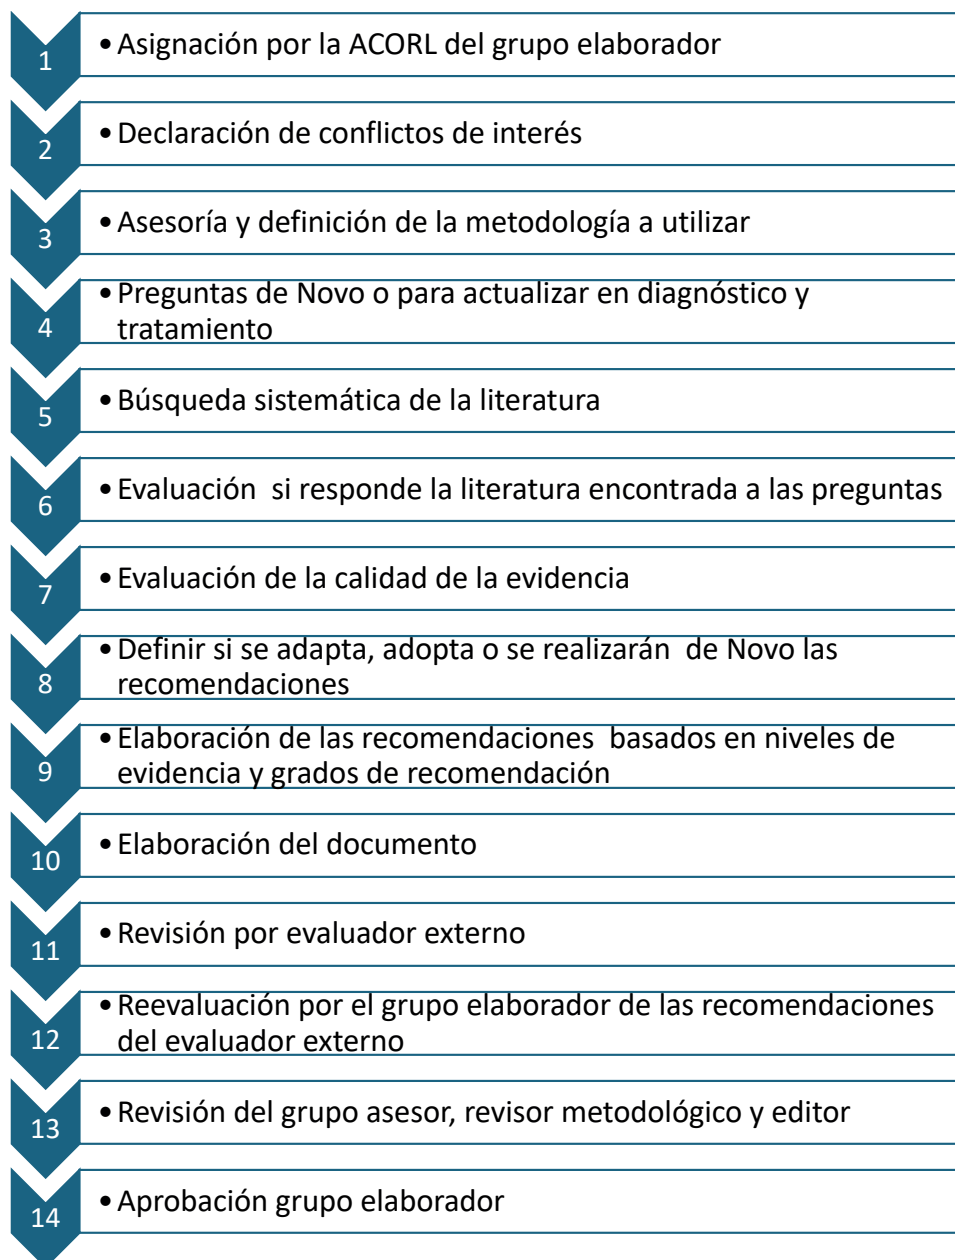 1
• Asignación por la ACORL del grupo elaborador
2
• Declaración de conflictos de interés
3
• Asesoría y definición de la metodología a utilizar
4
• Preguntas de Novo o para actualizar en diagnóstico y
tratamiento
5
• Búsqueda sistemática de la literatura
6
• Evaluación  si responde la literatura encontrada a las preguntas
7
• Evaluación de la calidad de la evidencia
8
• Definir si se adapta, adopta o se realizarán  de Novo las
recomendaciones
9
• Elaboración de las recomendaciones  basados en niveles de
evidencia y grados de recomendación
10
• Elaboración del documento
11
• Revisión por evaluador externo
12
• Reevaluación por el grupo elaborador de las recomendaciones
del evaluador externo
13
• Revisión del grupo asesor, revisor metodológico y editor
14
• Aprobación grupo elaborador